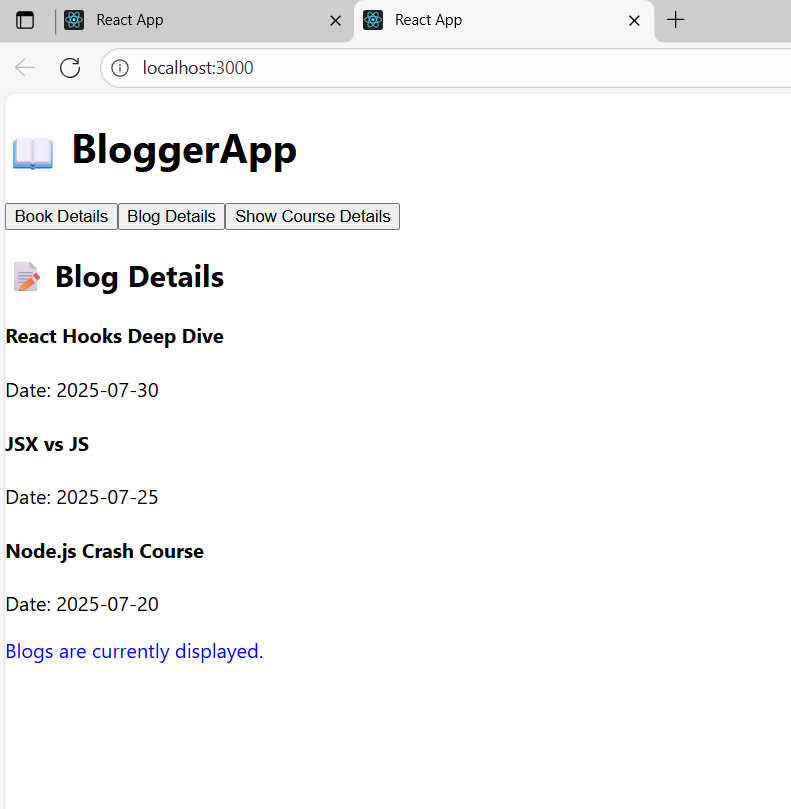 React App
React App
localhost:3000
📖 BloggerApp
Book Details
Blog Details
Show Course Details
📝 Blog Details
React Hooks Deep Dive
Date: 2025-07-30
JSX vs JS
Date: 2025-07-25
Node.js Crash Course
Date: 2025-07-20
Blogs are currently displayed.